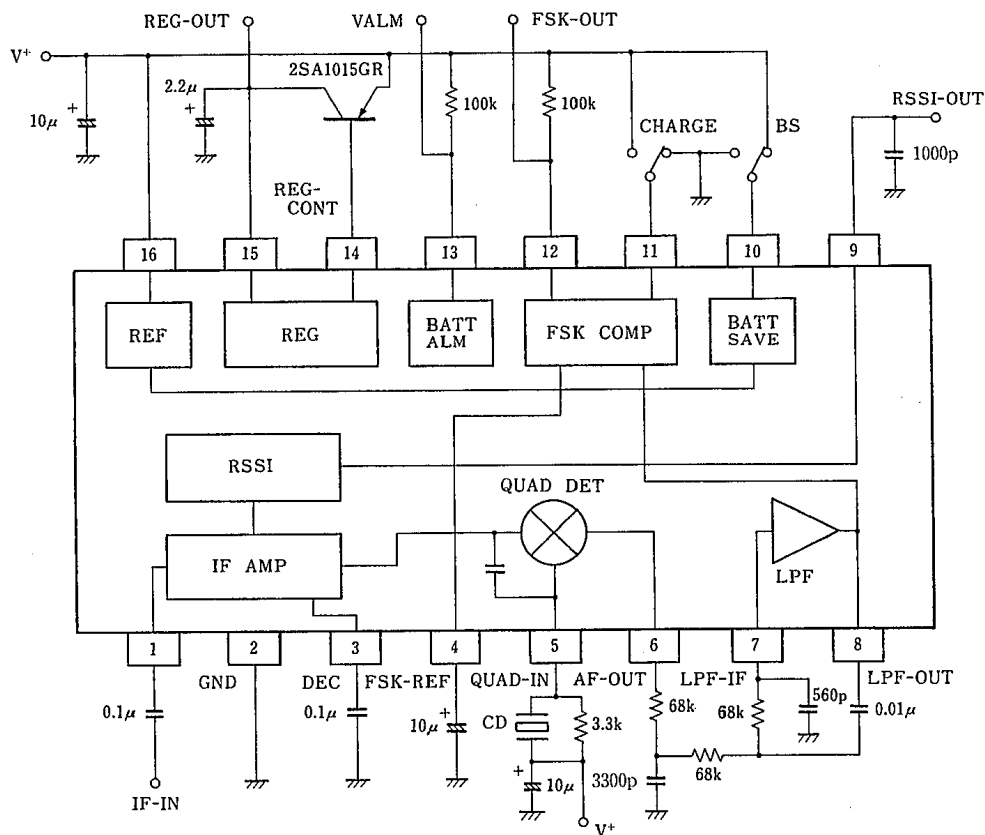 REG-OUT
VALM
FSK-OUT
V+
2SA1015GR
2.2μ
+
10μ
+
100k
100k
CHARGE
BS
RSSI-OUT
1000p
REG-
CONT
16
15
14
13
12
11
10
9
REF
REG
BATT
ALM
FSK COMP
BATT
SAVE
RSSI
QUAD DET
IF AMP
LPF
1
2
3
4
5
6
7
8
GND
DEC
FSK-REF
QUAD-IN
AF-OUT
LPF-IF
LPF-OUT
0.1μ
0.1μ
10μ
+
CD
3.3k
68k
68k
560p
0.01μ
68k
+
10μ
3300p
IF-IN
V+